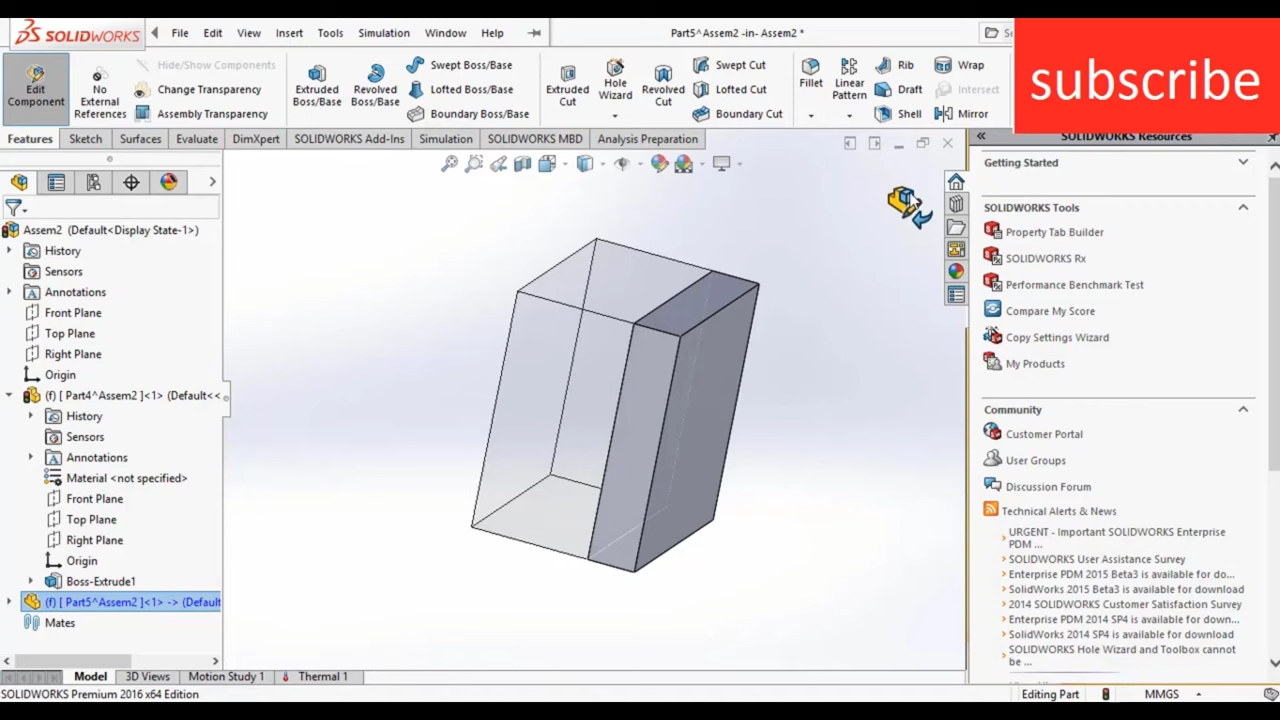 SOLIDWORKS File Edit View Insert Tools Simulation Window Help Part5^Assem2 -in- Assem2 *
subscribe
Edit Component
No External References
Hide/Show Components
Change Transparency
Assembly Transparency
Extruded Boss/Base
Revolved Boss/Base
Swept Boss/Base
Lofted Boss/Base
Boundary Boss/Base
Extruded Cut
Hole Wizard
Revolved Cut
Swept Cut
Lofted Cut
Boundary Cut
Fillet
Linear Pattern
Rib
Draft
Shell
Wrap
Intersect
Mirror
Features Sketch Surfaces Evaluate DimXpert SOLIDWORKS Add-Ins Simulation SOLIDWORKS MBD Analysis Preparation
Assem2 (Default<Display State-1>)
History
Sensors
Annotations
Front Plane
Top Plane
Right Plane
Origin
(f) [ Part4^Assem2 ]<1> (Default<<
History
Sensors
Annotations
Material <not specified>
Front Plane
Top Plane
Right Plane
Origin
Boss-Extrude1
(f) [ Part5^Assem2 ]<1> -> (Default
Mates
SOLIDWORKS Resources
Getting Started
SOLIDWORKS Tools
Property Tab Builder
SOLIDWORKS Rx
Performance Benchmark Test
Compare My Score
Copy Settings Wizard
My Products
Community
Customer Portal
User Groups
Discussion Forum
Technical Alerts & News
URGENT - Important SOLIDWORKS Enterprise
PDM ...
SOLIDWORKS User Assistance Survey
Enterprise PDM 2015 Beta3 is available for do...
SolidWorks 2015 Beta3 is available for download
2014 SOLIDWORKS Customer Satisfaction Survey
Enterprise PDM 2014 SP4 is available for down...
SolidWorks 2014 SP4 is available for download
SOLIDWORKS Hole Wizard and Toolbox cannot
be ...
Model 3D Views Motion Study 1 Thermal 1
SOLIDWORKS Premium 2016 x64 Edition Editing Part MMGS